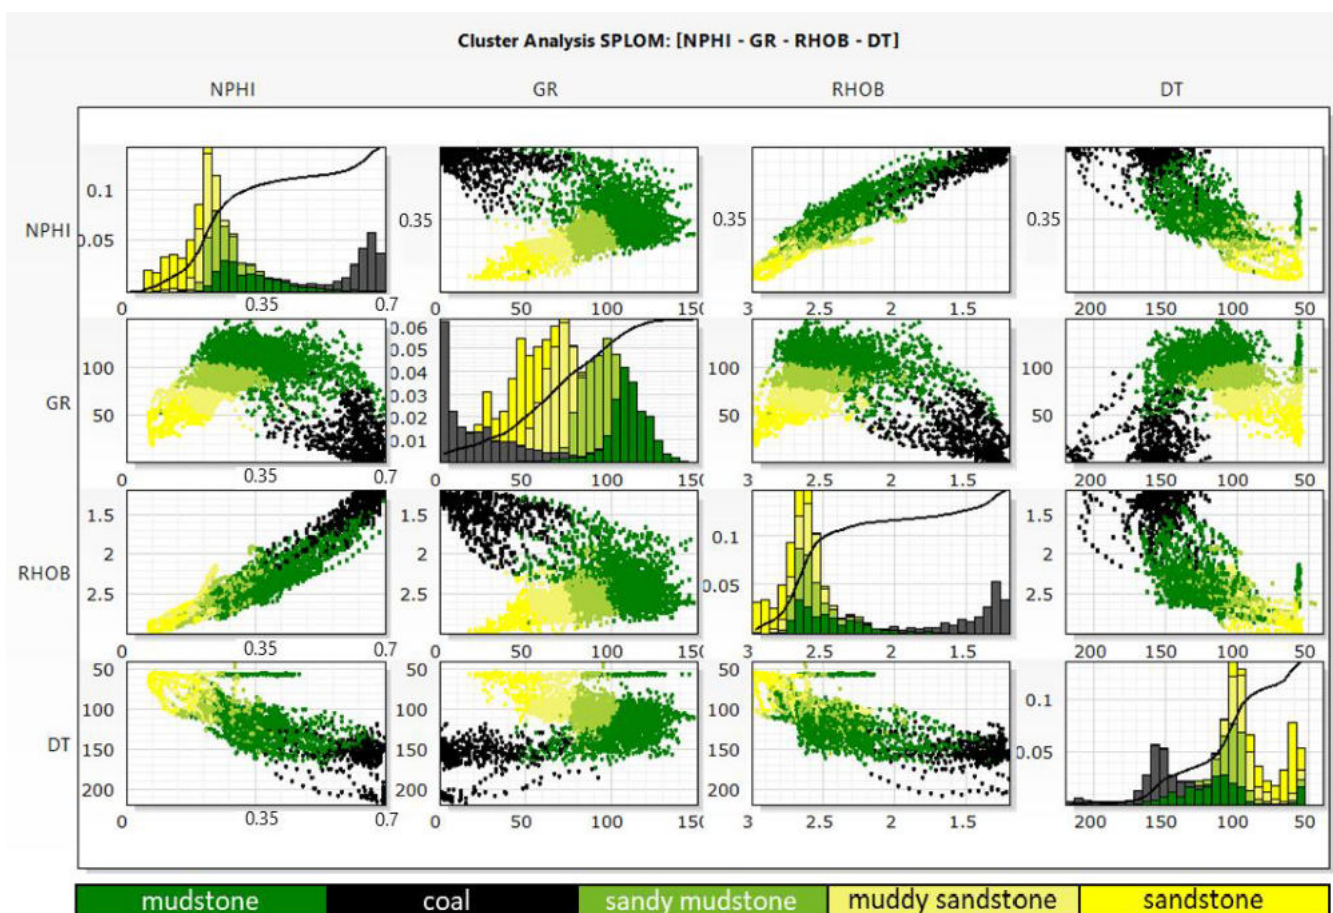 Cluster Analysis SPLOM: [NPHI - GR - RHOB - DT]
NPHI GR RHOB DT
NPHI
0.1
0.05
0 0.35 0.7
0.35
0 50 100 150
0.35
3 2.5 2 1.5
0.35
200 150 100 50
GR
100
50
0 0.35 0.7
0.06
0.05
0.04
0.03
0.02
0.01
0 50 100 150
100
50
3 2.5 2 1.5
100
50
200 150 100 50
RHOB
1.5
2
2.5
0 0.35 0.7
1.5
2
2.5
0 50 100 150
0.1
0.05
3 2.5 2 1.5
1.5
2
2.5
200 150 100 50
DT
50
100
150
200
0 0.35 0.7
50
100
150
200
0 50 100 150
50
100
150
200
3 2.5 2 1.5
0.1
0.05
200 150 100 50
mudstone coal sandy mudstone muddy sandstone sandstone